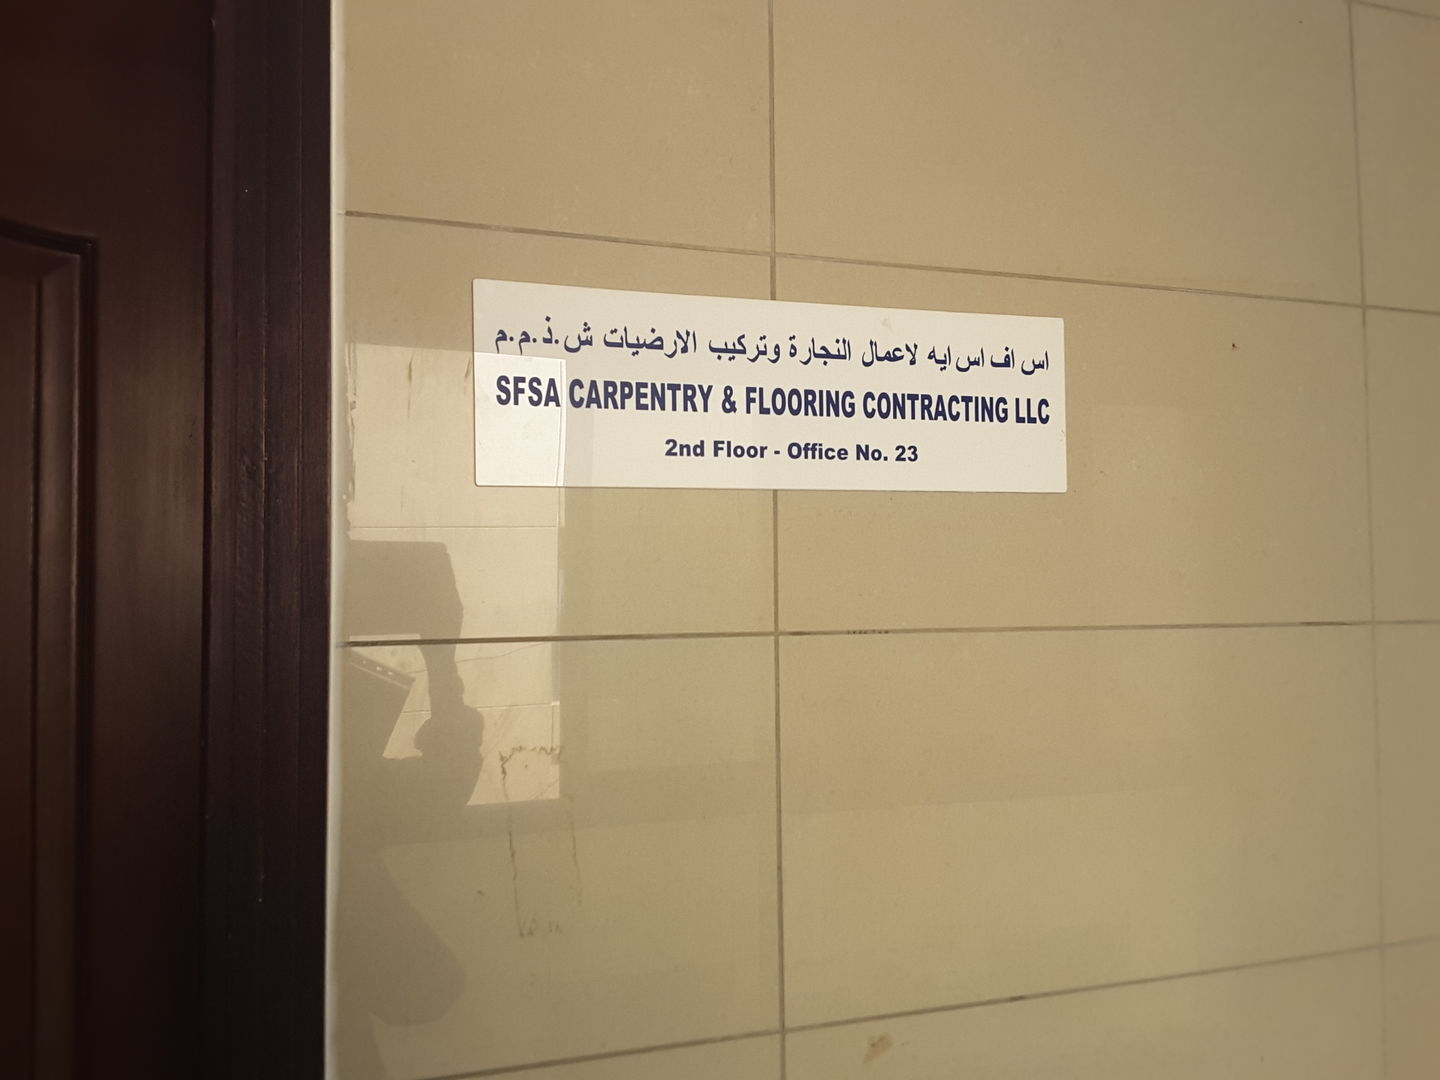 اس اف اس ايه لاعمال النجارة وتركيب الارضيات ش.ذ.م.م
SFSA CARPENTRY & FLOORING CONTRACTING LLC
2nd Floor - Office No. 23